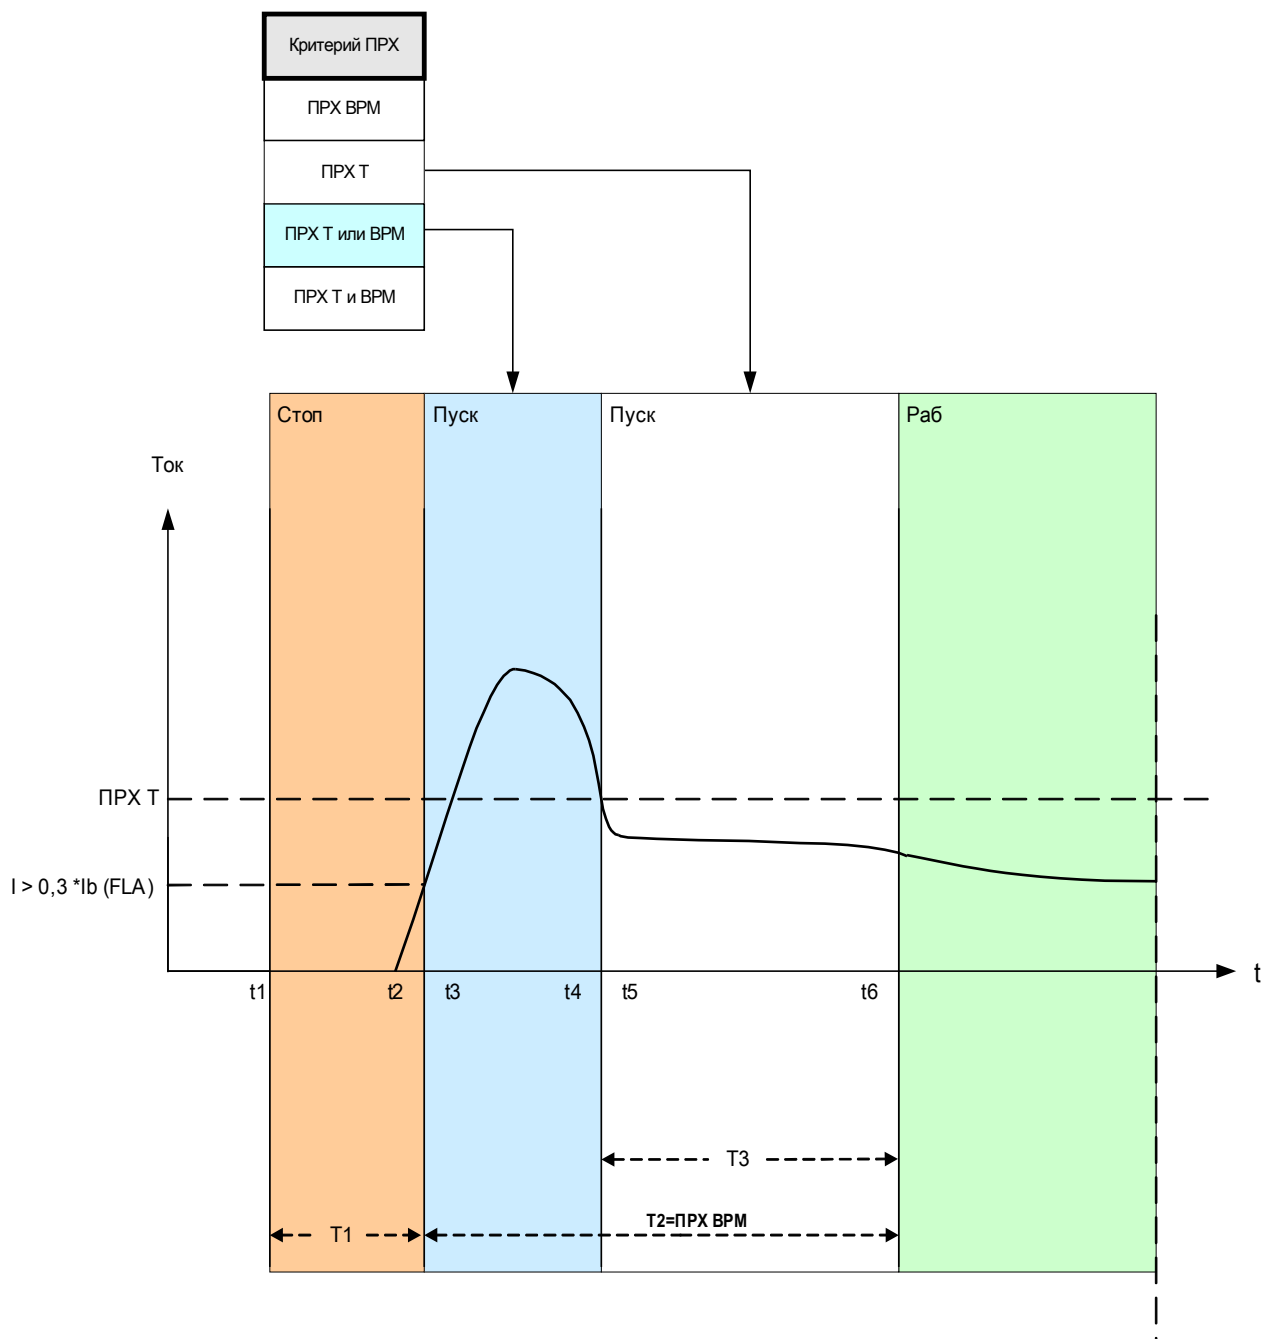 Критерий ПРХ
ПРХ ВРМ
ПРХ Т
ПРХ Т или ВРМ
ПРХ Т и ВРМ
Стоп
Пуск
Пуск
Раб
Ток
ПРХ Т
I > 0,3 *Ib (FLA)
t1
t2
t3
t4
t5
t6
t
T3
T1
T2=ПРХ ВРМ